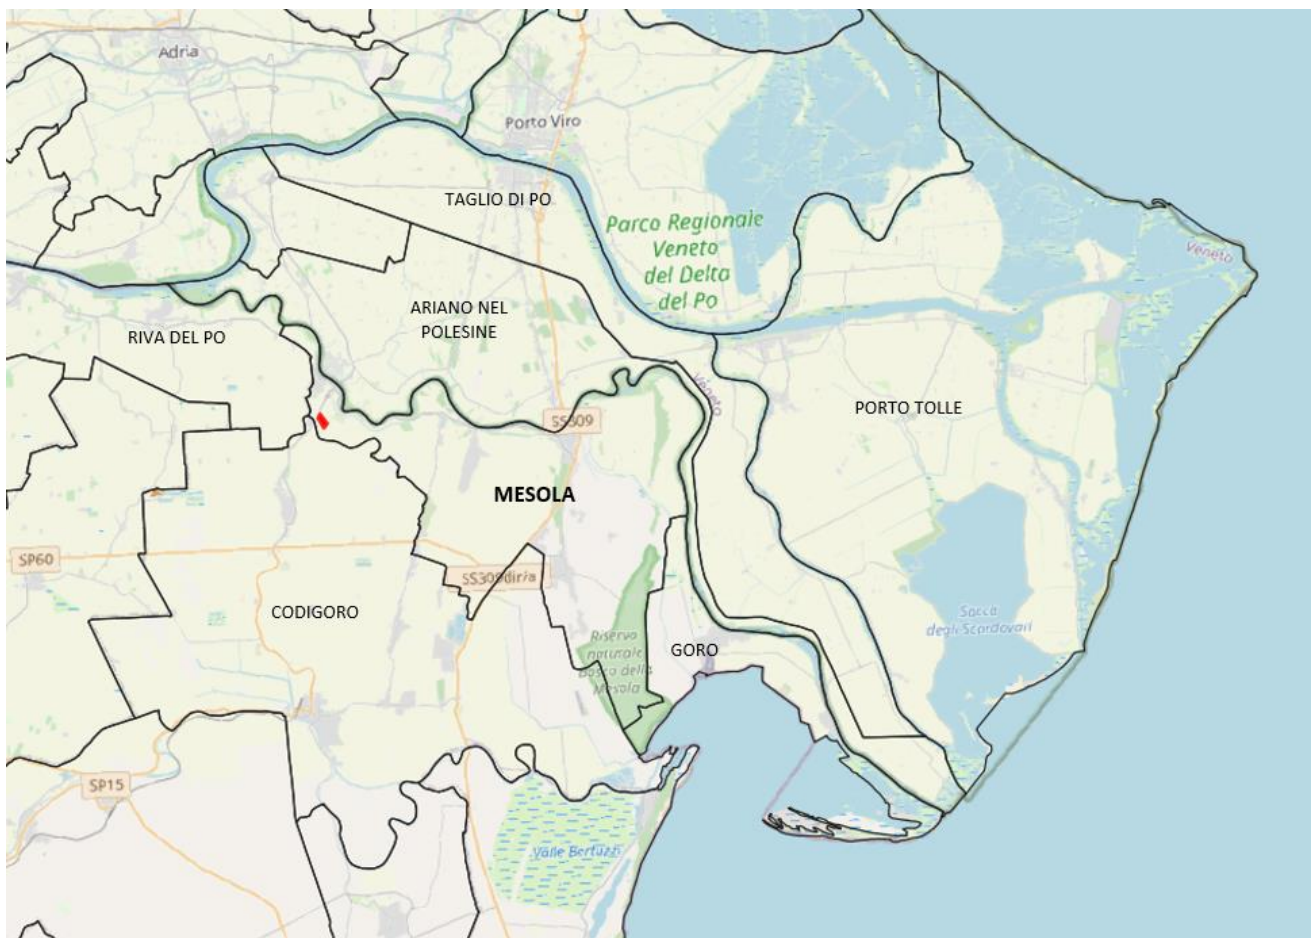 Adria
Porto Viro
TAGLIO DI PO
Parco Regionale
Veneto
del Delta
del Po
Veneto
ARIANO NEL
POLESINE
RIVA DEL PO
Veneto
PORTO TOLLE
SS309
MESOLA
SP60
SS309diria
CODIGORO
Sacca
degli Scardovari
Riserva
naturale
Bosco della
Mesola
GORO
SP15
Valle Bertuzzi